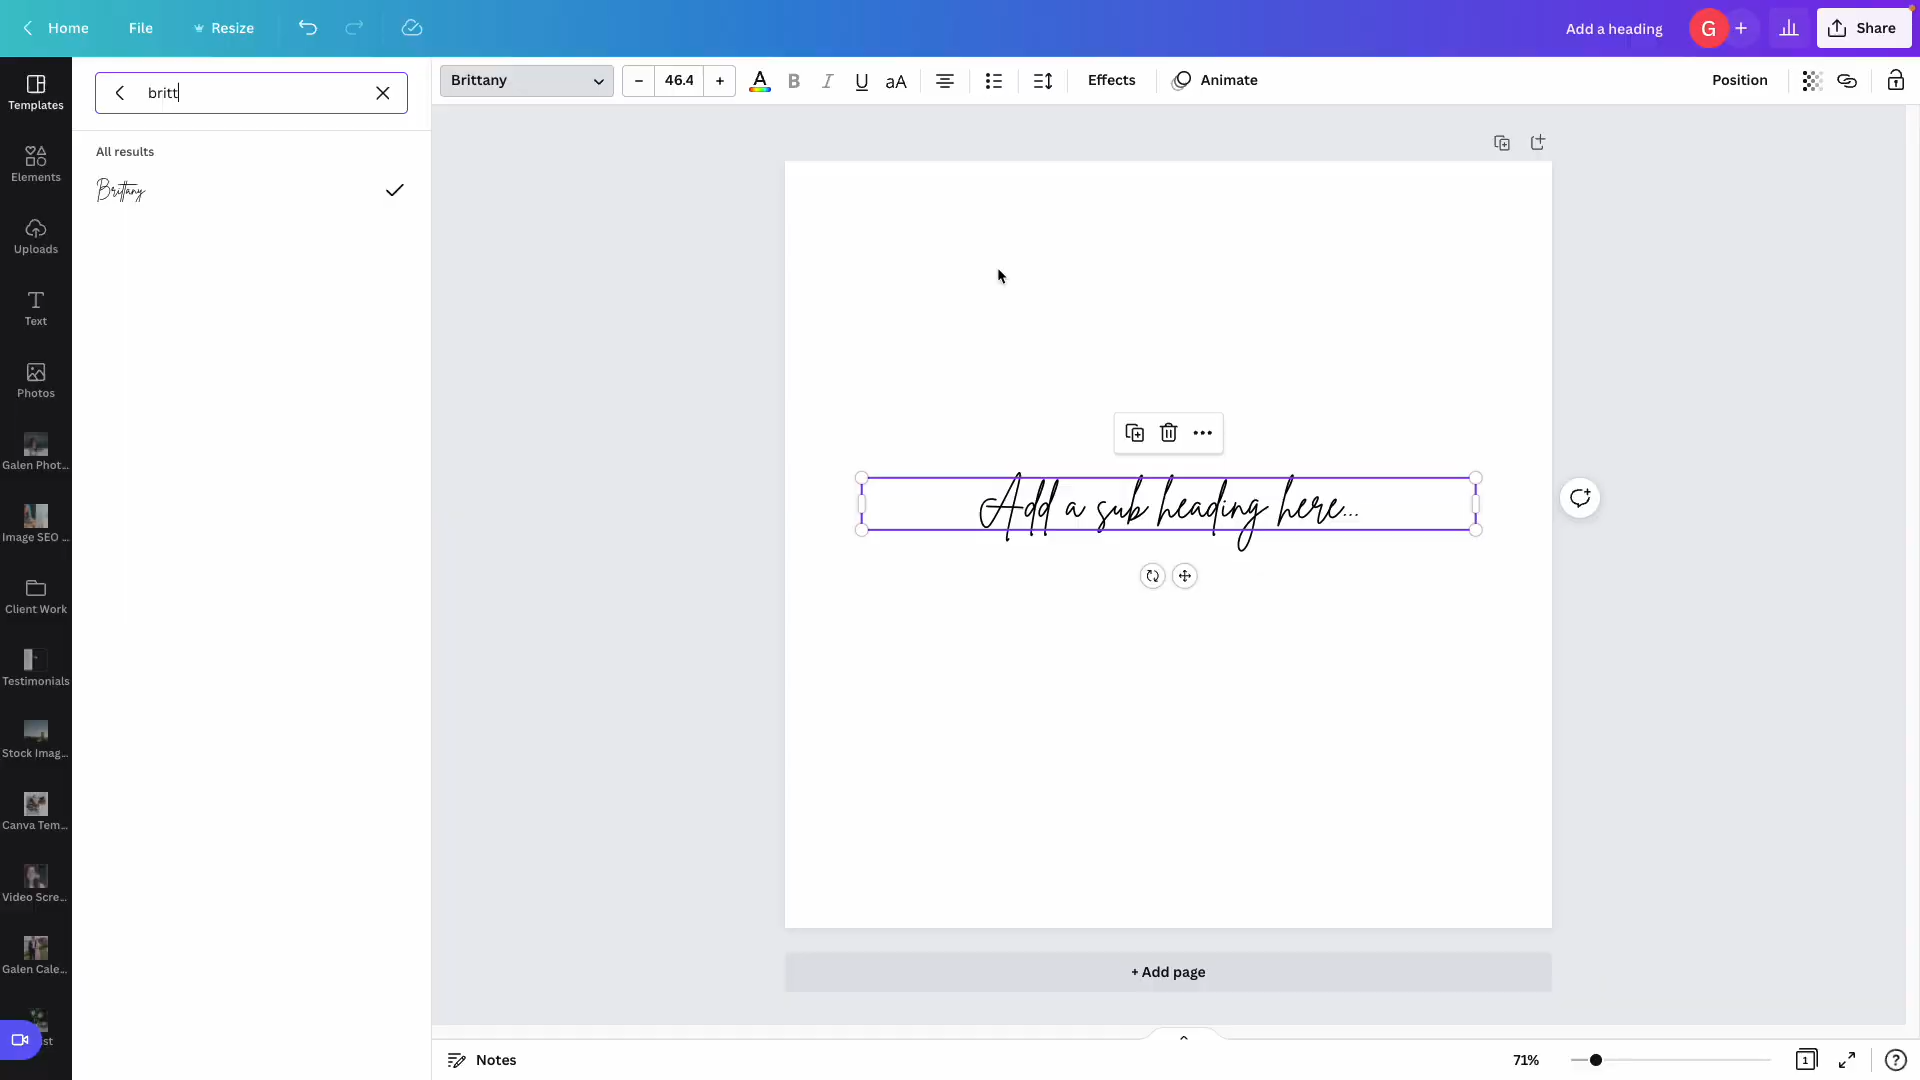 Home
File
Resize
Add a heading
G
Share
britt
Brittany
46.4
B
I
U
aA
Effects
Animate
Position
Templates
Elements
Uploads
Text
Photos
Galen Phot...
Image SEO ...
Client Work
Testimonials
Stock Imag...
Canva Tem...
Video Scre...
Galen Cale...
All results
Brittany
Add a sub heading here...
+ Add page
Notes
71%
1